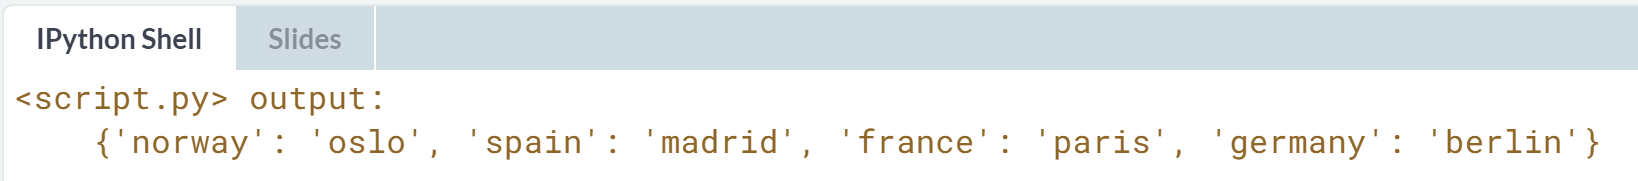 IPython Shell Slides
<script.py> output:
{'norway': 'oslo', 'spain': 'madrid', 'france': 'paris', 'germany': 'berlin'}